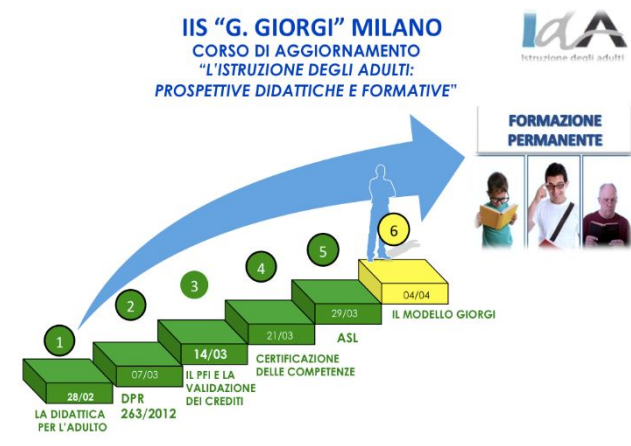 IIS “G. GIORGI” MILANO
CORSO DI AGGIORNAMENTO
“L’ISTRUZIONE DEGLI ADULTI:
PROSPETTIVE DIDATTICHE E FORMATIVE”
IdA
Istruzione degli adulti
FORMAZIONE
PERMANENTE
1
28/02
LA DIDATTICA
PER L’ADULTO
2
07/03
DPR
263/2012
3
14/03
IL PFI E LA
VALIDAZIONE
DEI CREDITI
4
21/03
CERTIFICAZIONE
DELLE COMPETENZE
5
29/03
ASL
6
04/04
IL MODELLO GIORGI